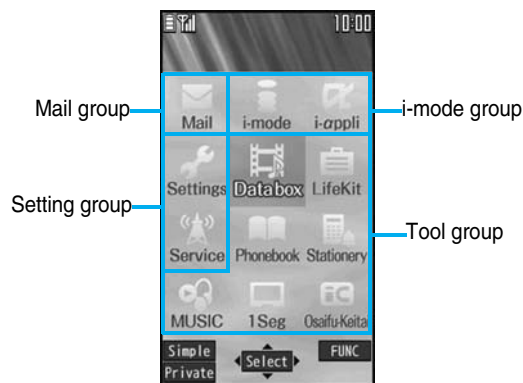 10:00
Mail group
Mail
i-mode
i-αppli
i-mode group
Settings
Databox
LifeKit
Setting group
Tool group
Service
Phonebook
Stationery
MUSIC
1Seg
Osaifu-Keitai
iC
Simple
Select
FUNC
Private